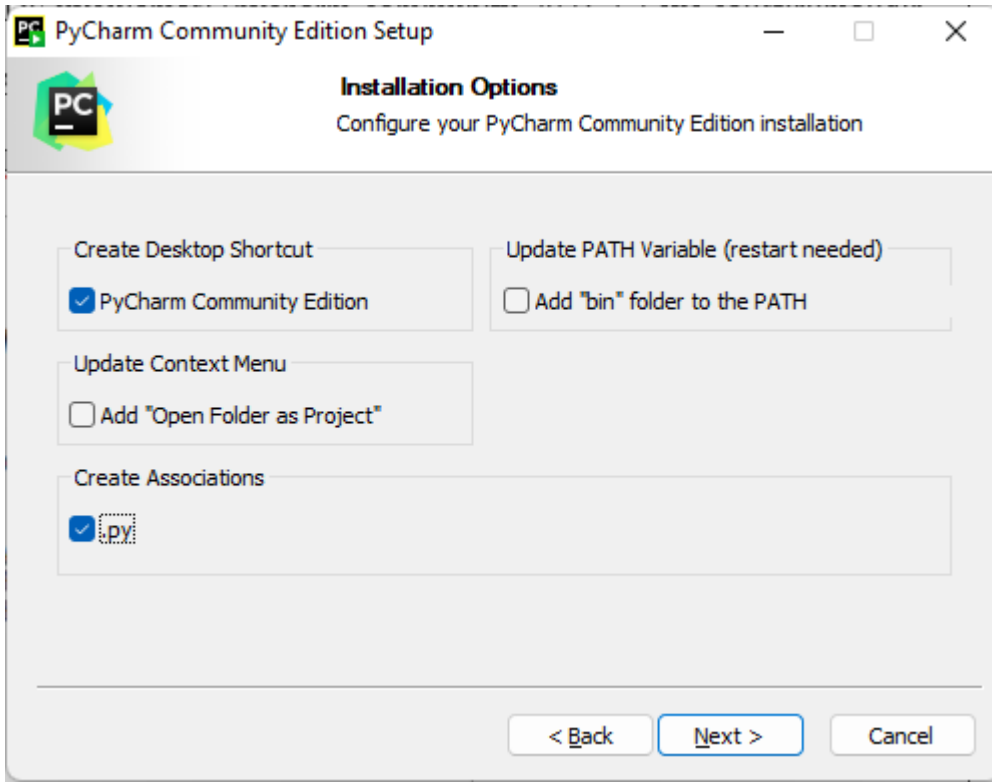 PyCharm Community Edition Setup
PC
Installation Options
Configure your PyCharm Community Edition installation
Create Desktop Shortcut
PyCharm Community Edition
Update PATH Variable (restart needed)
Add "bin" folder to the PATH
Update Context Menu
Add "Open Folder as Project"
Create Associations
.py
< Back
Next >
Cancel